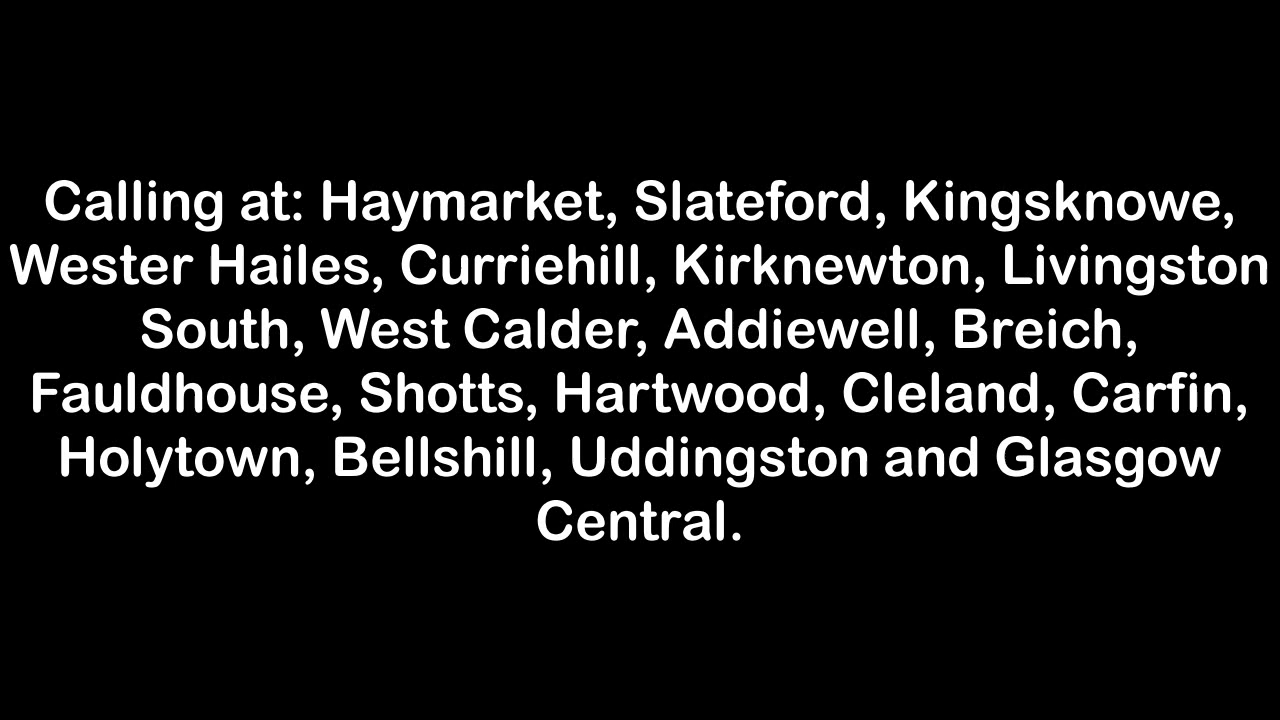 Calling at: Haymarket, Slateford, Kingsknowe,
Wester Hailes, Curriehill, Kirknewton, Livingston
South, West Calder, Addiewell, Breich,
Fauldhouse, Shotts, Hartwood, Cleland, Carfin,
Holytown, Bellshill, Uddingston and Glasgow
Central.